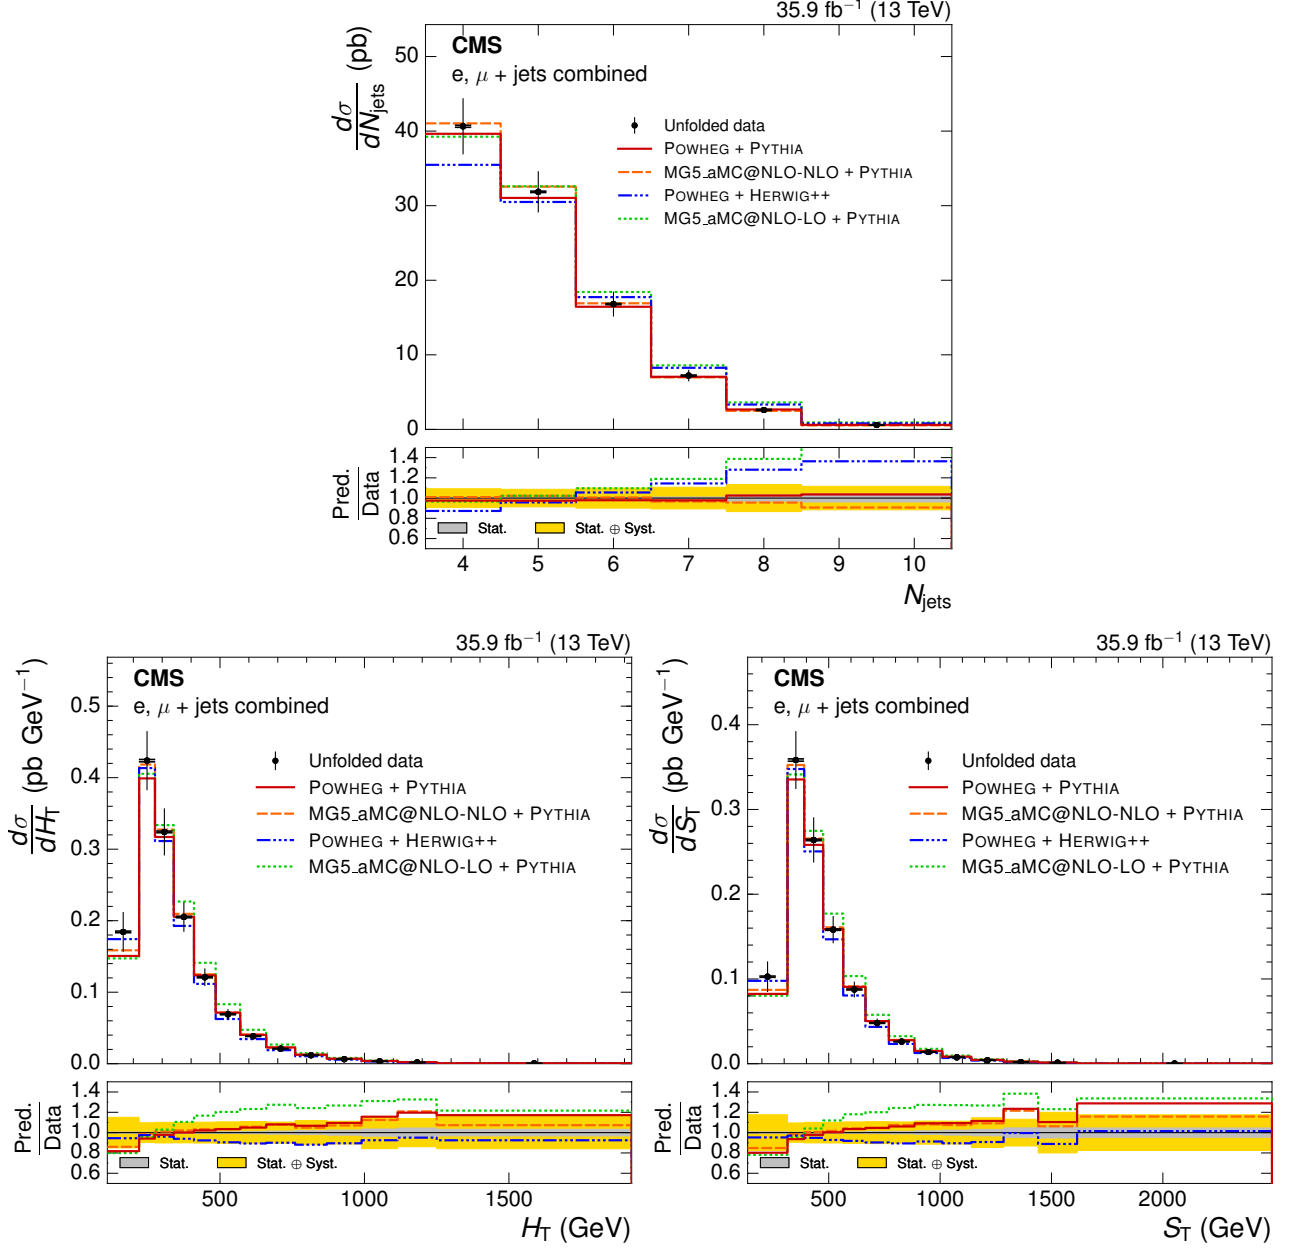 35.9 fb⁻¹ (13 TeV)
CMS
e, μ + jets combined
dσ/dN_jets (pb)
50
40
30
20
10
0
Unfolded data
POWHEG + PYTHIA
MG5_aMC@NLO-NLO + PYTHIA
POWHEG + HERWIG++
MG5_aMC@NLO-LO + PYTHIA
Pred./Data
1.4
1.2
1.0
0.8
0.6
Stat.
Stat. ⊕ Syst.
4 5 6 7 8 9 10
N_jets
35.9 fb⁻¹ (13 TeV)
CMS
e, μ + jets combined
dσ/dH_T (pb GeV⁻¹)
0.5
0.4
0.3
0.2
0.1
0.0
Unfolded data
POWHEG + PYTHIA
MG5_aMC@NLO-NLO + PYTHIA
POWHEG + HERWIG++
MG5_aMC@NLO-LO + PYTHIA
Pred./Data
1.4
1.2
1.0
0.8
0.6
Stat.
Stat. ⊕ Syst.
500 1000 1500
H_T (GeV)
35.9 fb⁻¹ (13 TeV)
CMS
e, μ + jets combined
dσ/dS_T (pb GeV⁻¹)
0.4
0.3
0.2
0.1
0.0
Unfolded data
POWHEG + PYTHIA
MG5_aMC@NLO-NLO + PYTHIA
POWHEG + HERWIG++
MG5_aMC@NLO-LO + PYTHIA
Pred./Data
1.4
1.2
1.0
0.8
0.6
Stat.
Stat. ⊕ Syst.
500 1000 1500 2000
S_T (GeV)